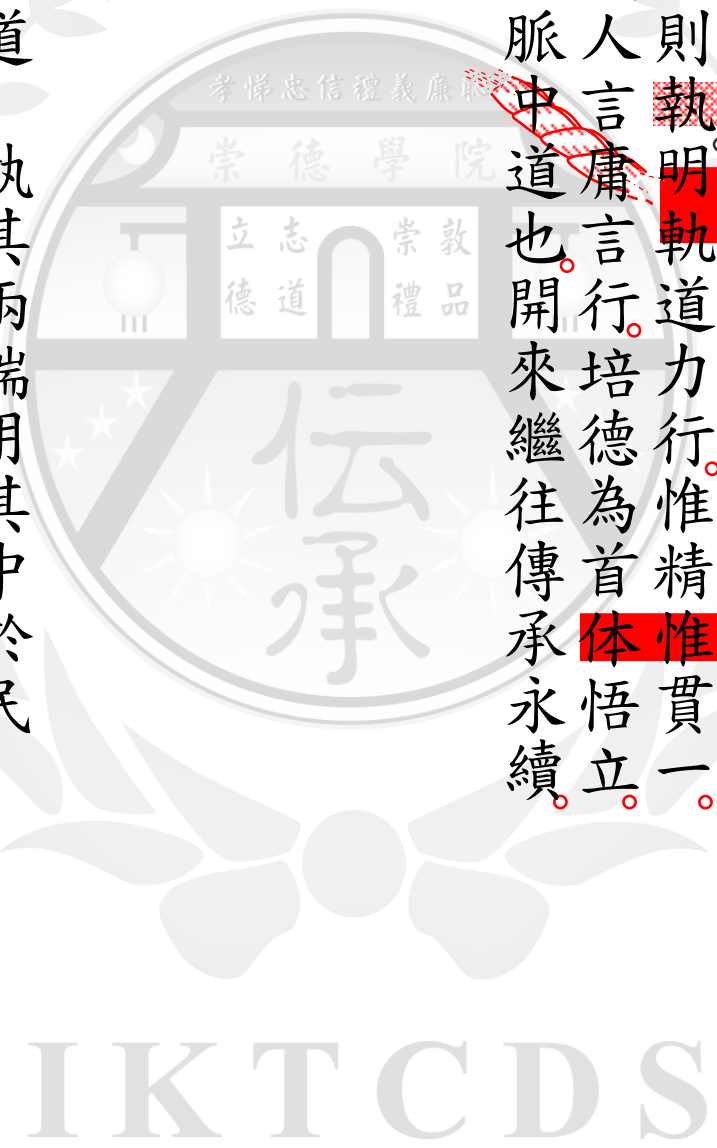 則執明軌道力行。惟精惟貫一。
人言庸言行。培德為首体悟立。
脈中道也。開來繼往傳承永續。
道 執其兩端用其中於民
孝悌忠信禮義廉恥
崇德學院
立志
德道
崇敦
禮品
伝承
IKTCDS